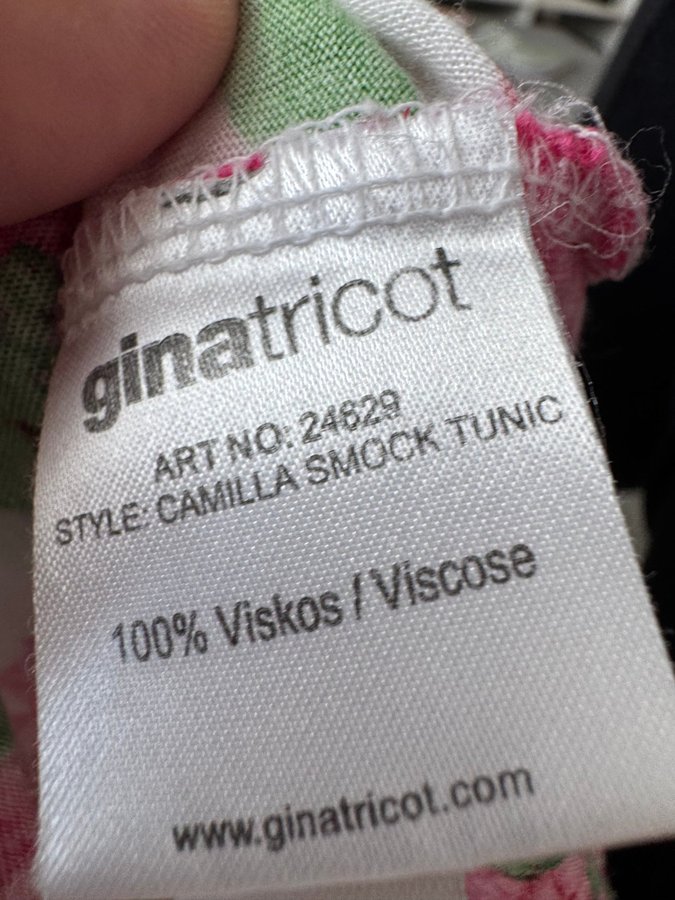 ginatricot
ART NO: 24629
STYLE: CAMILLA SMOCK TUNIC
100% Viskos / Viscose
www.ginatricot.com